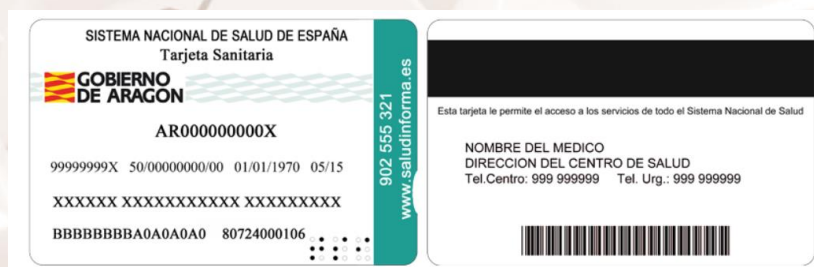 SISTEMA NACIONAL DE SALUD DE ESPAÑA
Tarjeta Sanitaria
GOBIERNO
DE ARAGON
AR000000000X
99999999X 50/00000000/00 01/01/1970 05/15
XXXXXX XXXXXXXXXXX XXXXXXXXX
BBBBBBBBA0A0A0A0 80724000106
902 555 321
www.saludinforma.es
Esta tarjeta le permite el acceso a los servicios de todo el Sistema Nacional de Salud
NOMBRE DEL MEDICO
DIRECCION DEL CENTRO DE SALUD
Tel.Centro: 999 999999 Tel. Urg.: 999 999999